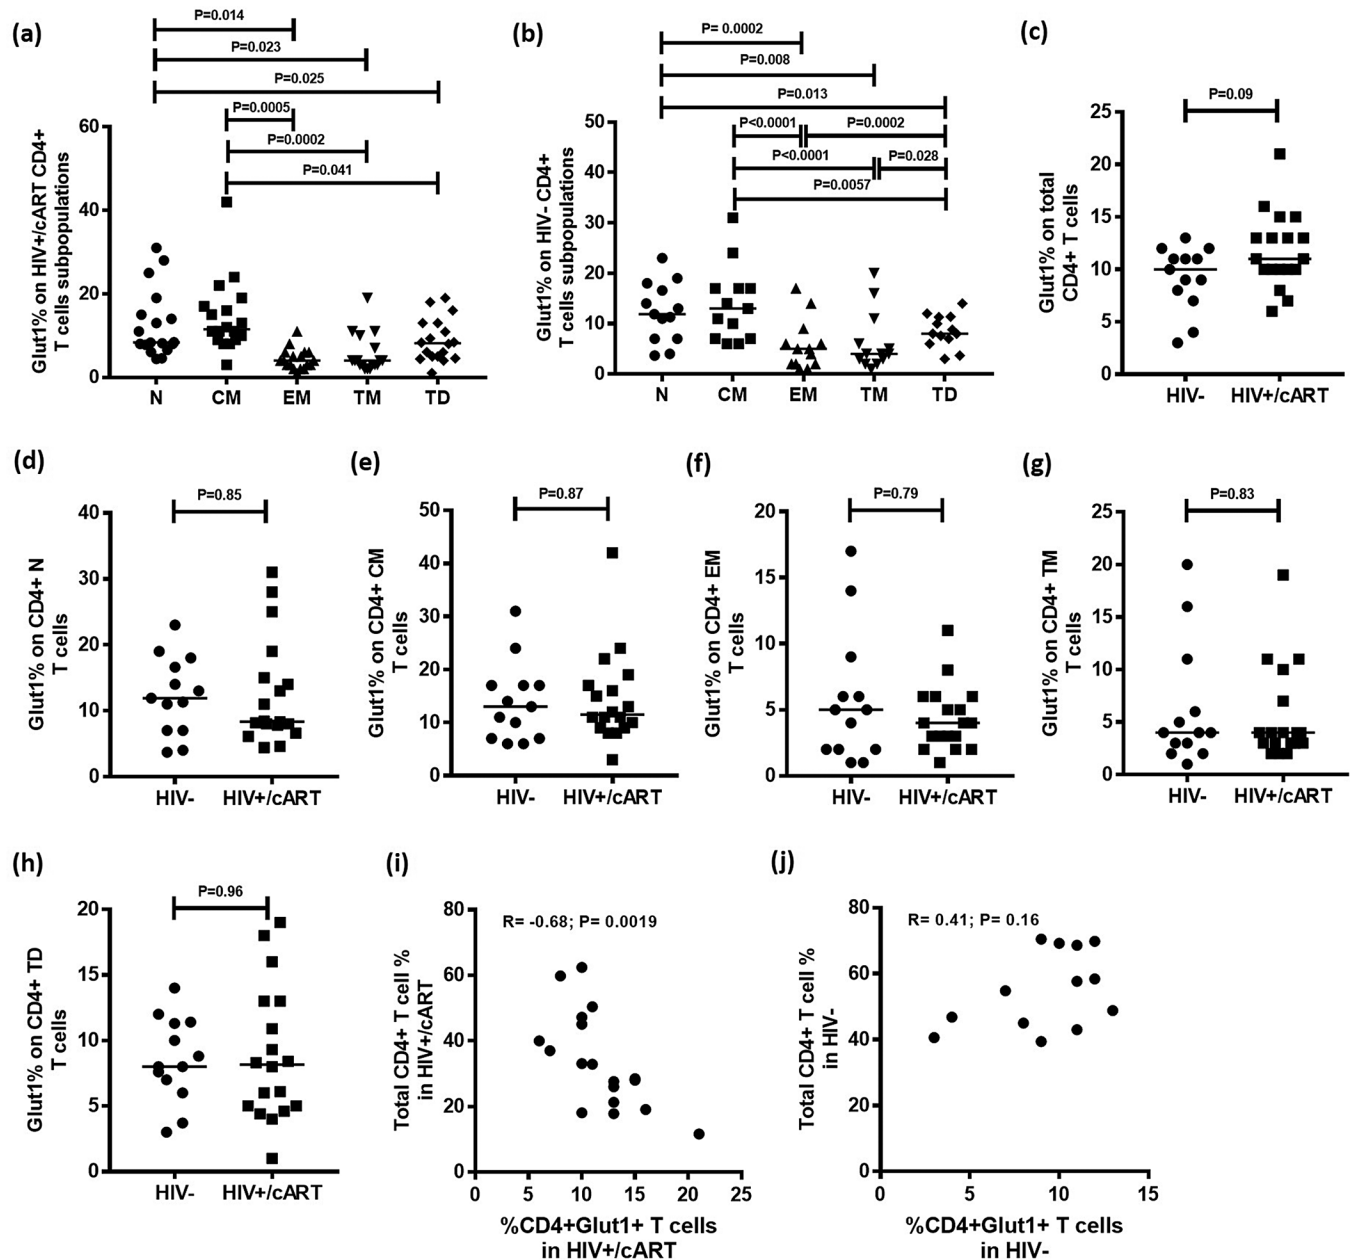 (a)
P=0.014
P=0.023
P=0.025
P=0.0005
P=0.0002
P=0.041
Glut1% on HIV+/cART CD4+
T cells subpopulations
60
40
20
0
N CM EM TM TD
(b)
P= 0.0002
P=0.008
P=0.013
P<0.0001 P=0.0002
P<0.0001 P=0.028
P=0.0057
Glut1% on HIV- CD4+
T cells subpopulations
50
40
30
20
10
0
N CM EM TM TD
(c)
P=0.09
Glut1% on total
CD4+ T cells
25
20
15
10
5
0
HIV- HIV+/cART
(d)
P=0.85
Glut1% on CD4+ N
T cells
40
30
20
10
0
HIV- HIV+/cART
(e)
P=0.87
Glut1% on CD4+ CM
T cells
50
40
30
20
10
0
HIV- HIV+/cART
(f)
P=0.79
Glut1% on CD4+ EM
T cells
20
15
10
5
0
HIV- HIV+/cART
(g)
P=0.83
Glut1% on CD4+ TM
T cells
25
20
15
10
5
0
HIV- HIV+/cART
(h)
P=0.96
Glut1% on CD4+ TD
T cells
20
15
10
5
0
HIV- HIV+/cART
(i)
R= -0.68; P= 0.0019
Total CD4+ T cell %
in HIV+/cART
80
60
40
20
0
0 5 10 15 20 25
%CD4+Glut1+ T cells
in HIV+/cART
(j)
R= 0.41; P= 0.16
Total CD4+ T cell %
in HIV-
80
60
40
20
0
0 5 10 15
%CD4+Glut1+ T cells
in HIV-